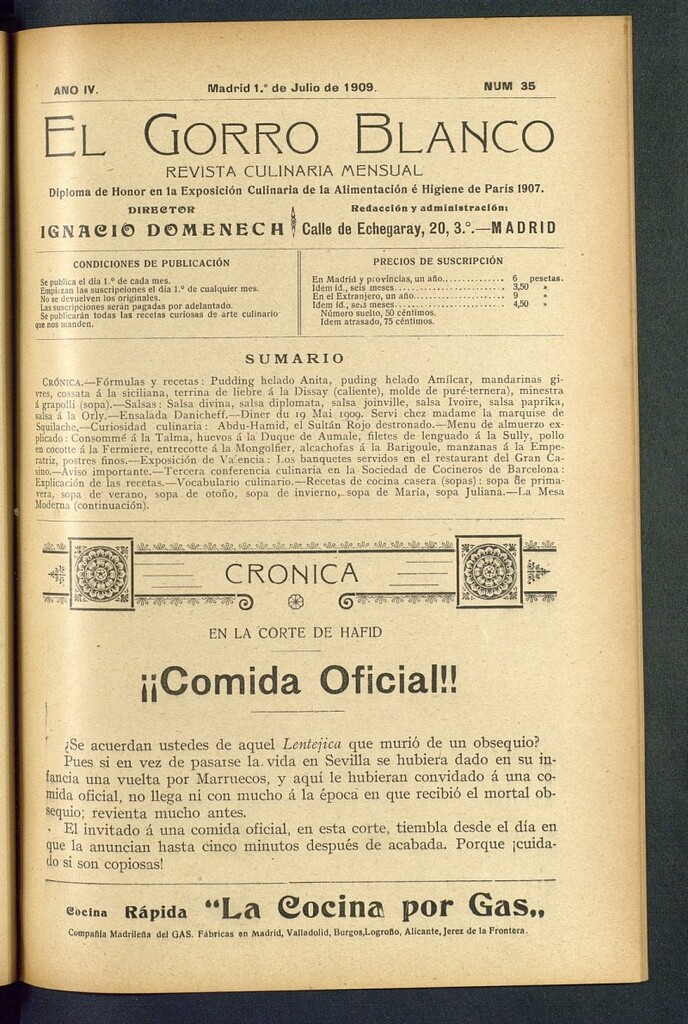 AÑO IV.
Madrid 1.º de Julio de 1909.
NUM 35
EL GORRO BLANCO
REVISTA CULINARIA MENSUAL
Diploma de Honor en la Exposición Culinaria de la Alimentación é Higiene de París 1907.
DIRECTOR
IGNACIO DOMENECH
Redacción y administración:
Calle de Echegaray, 20, 3.º.—MADRID
CONDICIONES DE PUBLICACIÓN
Se publica el día 1.º de cada mes.
Empiezan las suscripciones el día 1.º de cualquier mes.
No se devuelven los originales.
Las suscripciones serán pagadas por adelantado.
Se publicarán todas las recetas curiosas de arte culinario
que nos manden.
PRECIOS DE SUSCRIPCIÓN
En Madrid y provincias, un año.............. 6 pesetas.
Idem íd., seis meses....................... 3,50 »
En el Extranjero, un año................... 9 »
Idem íd., seis meses....................... 4,50 »
Número suelto, 50 céntimos.
Idem atrasado, 75 céntimos.
SUMARIO
CRÓNICA.—Fórmulas y recetas: Pudding helado Anita, puding helado Amílcar, mandarinas gi-
vres, cossata á la siciliana, terrina de liebre á la Dissay (caliente), molde de puré-ternera), minestra
á grapolli (sopa).—Salsas: Salsa divina, salsa diplomata, salsa joinville, salsa Ivoire, salsa paprika,
salsa á la Orly.—Ensalada Danicheff.—Diner du 19 Mai 1909. Servi chez madame la marquise de
Squilache,—Curiosidad culinaria: Abdu-Hamid, el Sultán Rojo destronado.—Menu de almuerzo ex-
plicado: Consommé á la Talma, huevos á la Duque de Aumale, filetes de lenguado á la Sully, pollo
en cocotte á la Fermiere, entrecotte á la Mongolfier, alcachofas á la Barigoule, manzanas á la Empe-
ratriz, postres finos.—Exposición de Valencia: Los banquetes servidos en el restaurant del Gran Ca-
sino.—Aviso importante.—Tercera conferencia culinaria en la Sociedad de Cocineros de Barcelona:
Explicación de las recetas.—Vocabulario culinario.—Recetas de cocina casera (sopas): sopa de prima-
vera, sopa de verano, sopa de otoño, sopa de invierno, sopa de María, sopa Juliana.—La Mesa
Moderna (continuación).
CRONICA
EN LA CORTE DE HAFID
¡¡Comida Oficial!!
¿Se acuerdan ustedes de aquel Lentejica que murió de un obsequio?
Pues si en vez de pasarse la vida en Sevilla se hubiera dado en su in-
fancia una vuelta por Marruecos, y aquí le hubieran convidado á una co-
mida oficial, no llega ni con mucho á la época en que recibió el mortal ob-
sequio; revienta mucho antes.
El invitado á una comida oficial, en esta corte, tiembla desde el día en
que la anuncian hasta cinco minutos después de acabada. Porque ¡cuida-
do si son copiosas!
Cocina Rápida “La Cocina por Gas„
Compañía Madrileña del GAS. Fábricas en Madrid, Valladolid, Burgos,Logroño, Alicante, Jerez de la Frontera.